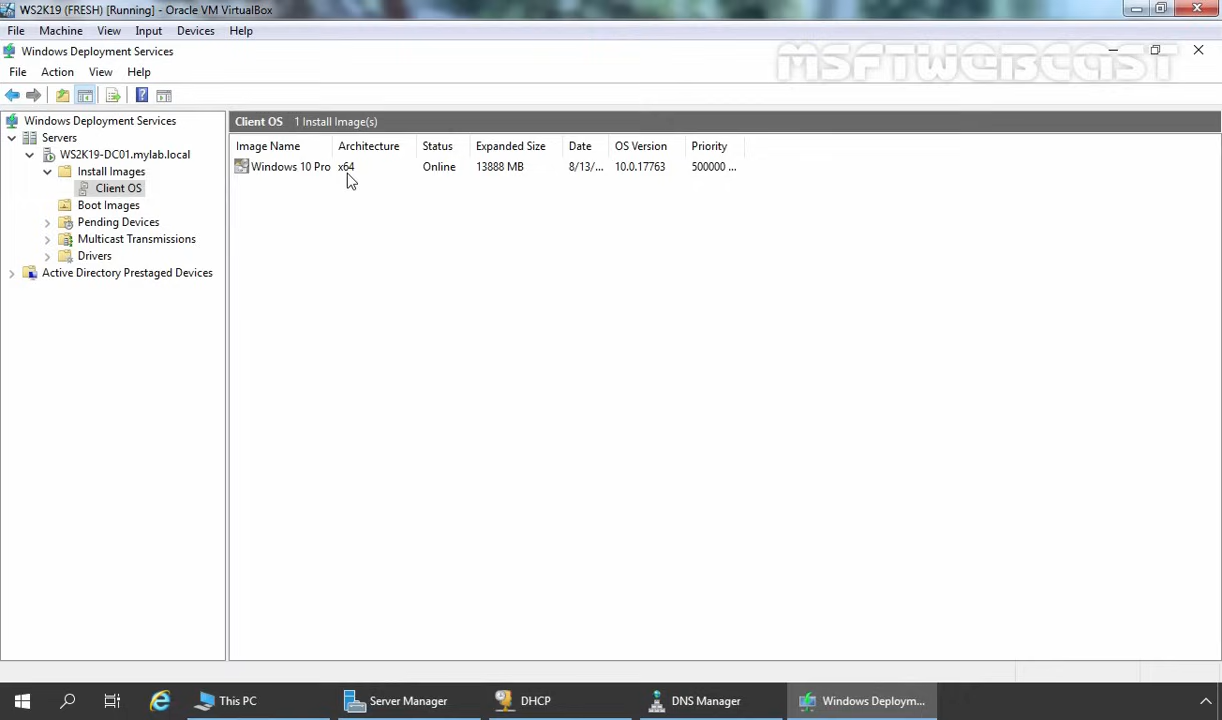 WS2K19 (FRESH) [Running] - Oracle VM VirtualBox
File Machine View Input Devices Help
Windows Deployment Services
MSFTWEBCAST
File Action View Help
Windows Deployment Services
Servers
WS2K19-DC01.mylab.local
Install Images
Client OS
Boot Images
Pending Devices
Multicast Transmissions
Drivers
Active Directory Prestaged Devices
Client OS 1 Install Image(s)
Image Name Architecture Status Expanded Size Date OS Version Priority
Windows 10 Pro x64 Online 13888 MB 8/13/... 10.0.17763 500000 ...
This PC Server Manager DHCP DNS Manager Windows Deploym...